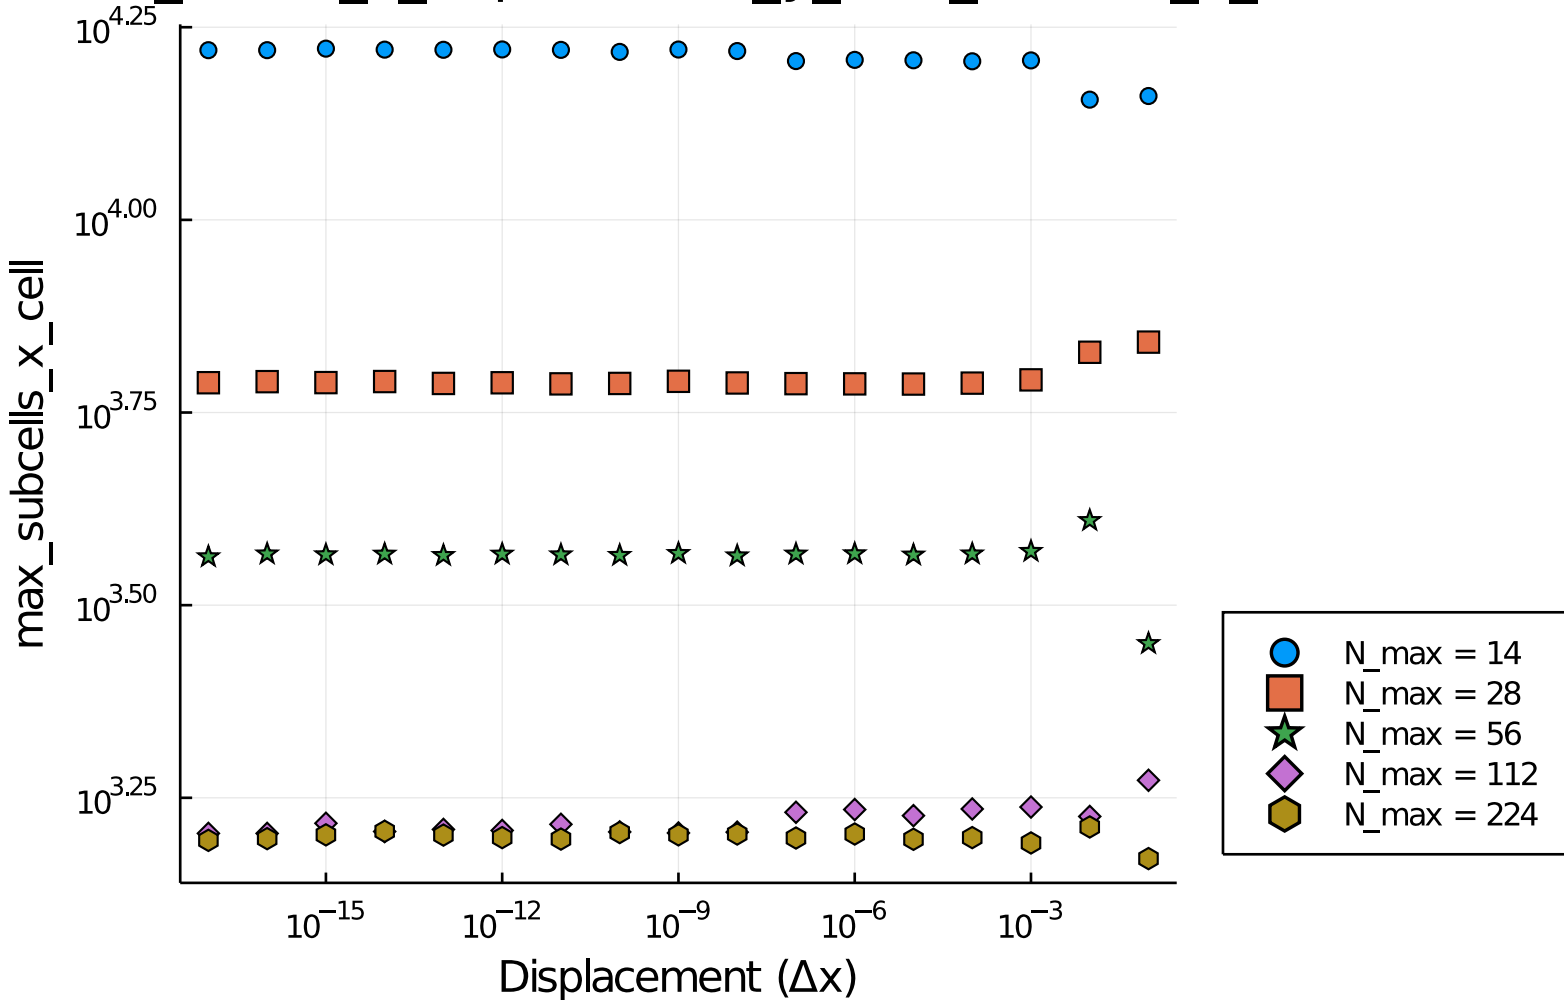 10^4.25
10^4.00
10^3.75
10^3.50
10^3.25
max_subcells_x_cell
10^−15 10^−12 10^−9 10^−6 10^−3
Displacement (Δx)
N_max = 14
N_max = 28
N_max = 56
N_max = 112
N_max = 224